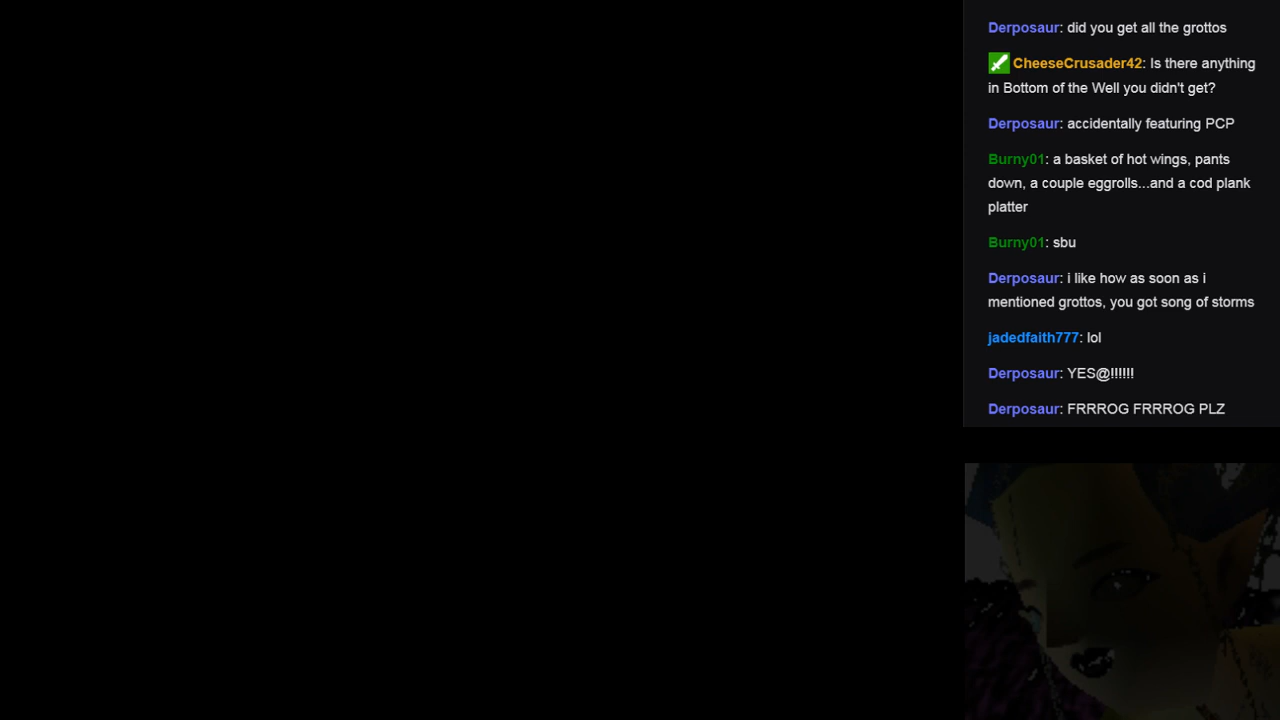 Derposaur: did you get all the grottos
CheeseCrusader42: Is there anything
in Bottom of the Well you didn't get?
Derposaur: accidentally featuring PCP
Burny01: a basket of hot wings, pants
down, a couple eggrolls...and a cod plank
platter
Burny01: sbu
Derposaur: i like how as soon as i
mentioned grottos, you got song of storms
jadedfaith777: lol
Derposaur: YES@!!!!!!
Derposaur: FRRROG FRRROG PLZ